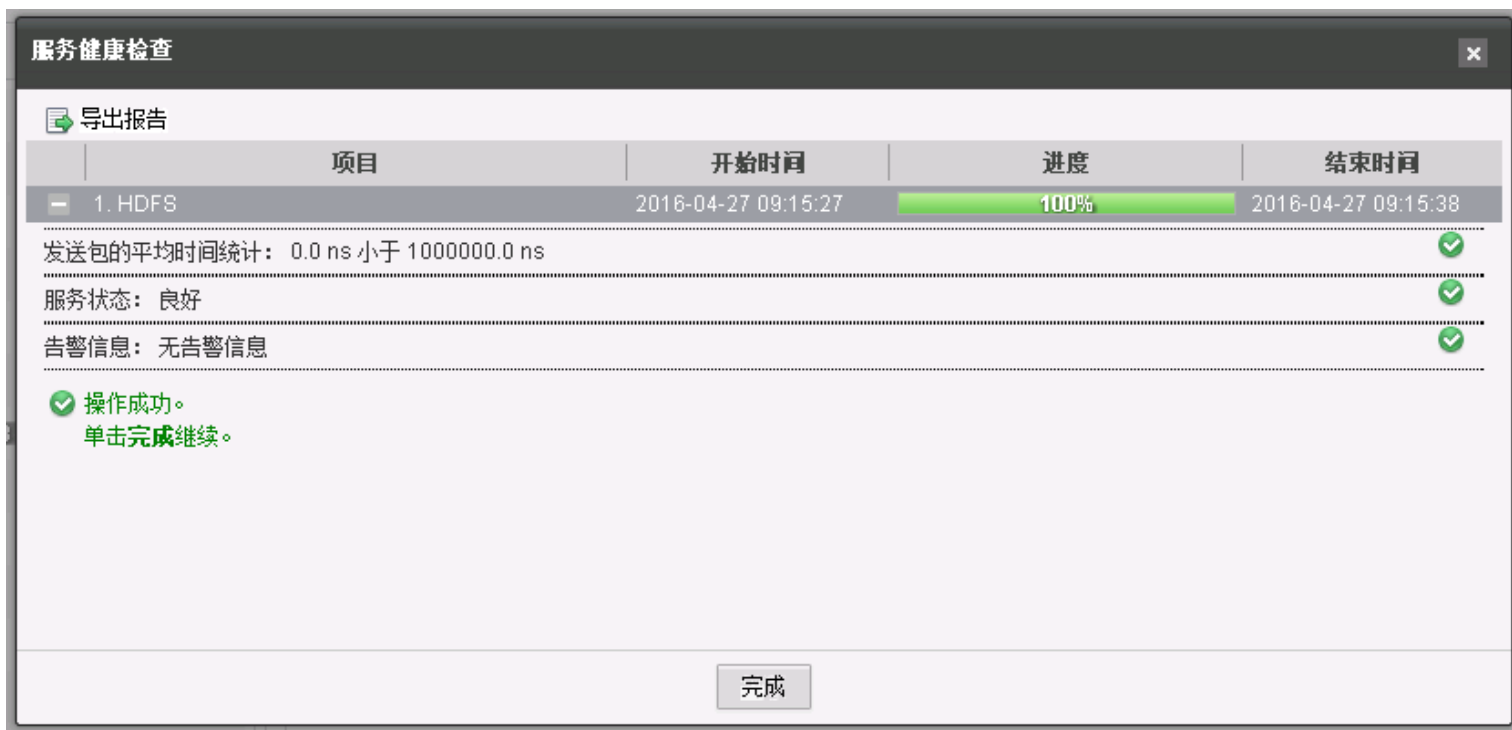 服务健康检查
导出报告
项目 开始时间 进度 结束时间
1. HDFS 2016-04-27 09:15:27 100% 2016-04-27 09:15:38
发送包的平均时间统计: 0.0 ns 小于 1000000.0 ns
服务状态: 良好
告警信息: 无告警信息
操作成功。
单击完成继续。
完成